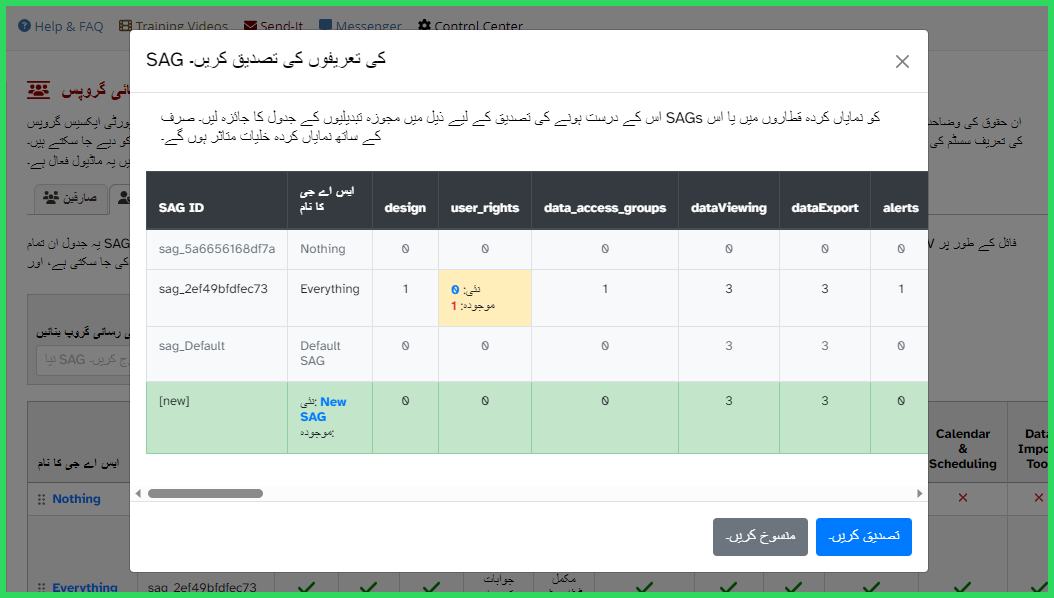 Help & FAQ Training Videos Send-It Messenger Control Center
SAG کی تعریفوں کی تصدیق کریں۔
کو نمایاں کردہ قطاروں میں یا اس SAGs اس کے درست ہونے کی تصدیق کے لیے ذیل میں مجوزہ تبدیلیوں کے جدول کا جائزہ لیں۔ صرف
کے ساتھ نمایاں کردہ خلیات متاثر ہوں گے۔
SAG ID ایس اے جی کا نام design user_rights data_access_groups dataViewing dataExport alerts
sag_5a6656168df7a Nothing 0 0 0 0 0 0
sag_2ef49bfdfec73 Everything 1 نئی: 0 1 3 3 1
موجودہ: 1
sag_Default Default SAG 0 0 0 3 3 0
[new] نئی: New SAG 0 0 0 3 3 0
موجودہ:
منسوخ کریں۔ تصدیق کریں۔
ائی گروپس
ان حقوق کی وضاحت
ورٹی ایکسیس گروپس
کی تعریف سسٹم کی
کو دیے جا سکتے ہیں۔
یں یہ ماڈیول فعال ہے۔
صارفین
فائل کے طور پر
SAG یہ جدول ان تمام
کی جا سکتی ہے، اور
ی رسائی گروپ بنائیں
ج کریں۔ SAG نیا
ایس اے جی کا نام
Calendar & Scheduling
Nothing
Everything sag_2ef49bfdfec73 جوابات مکمل